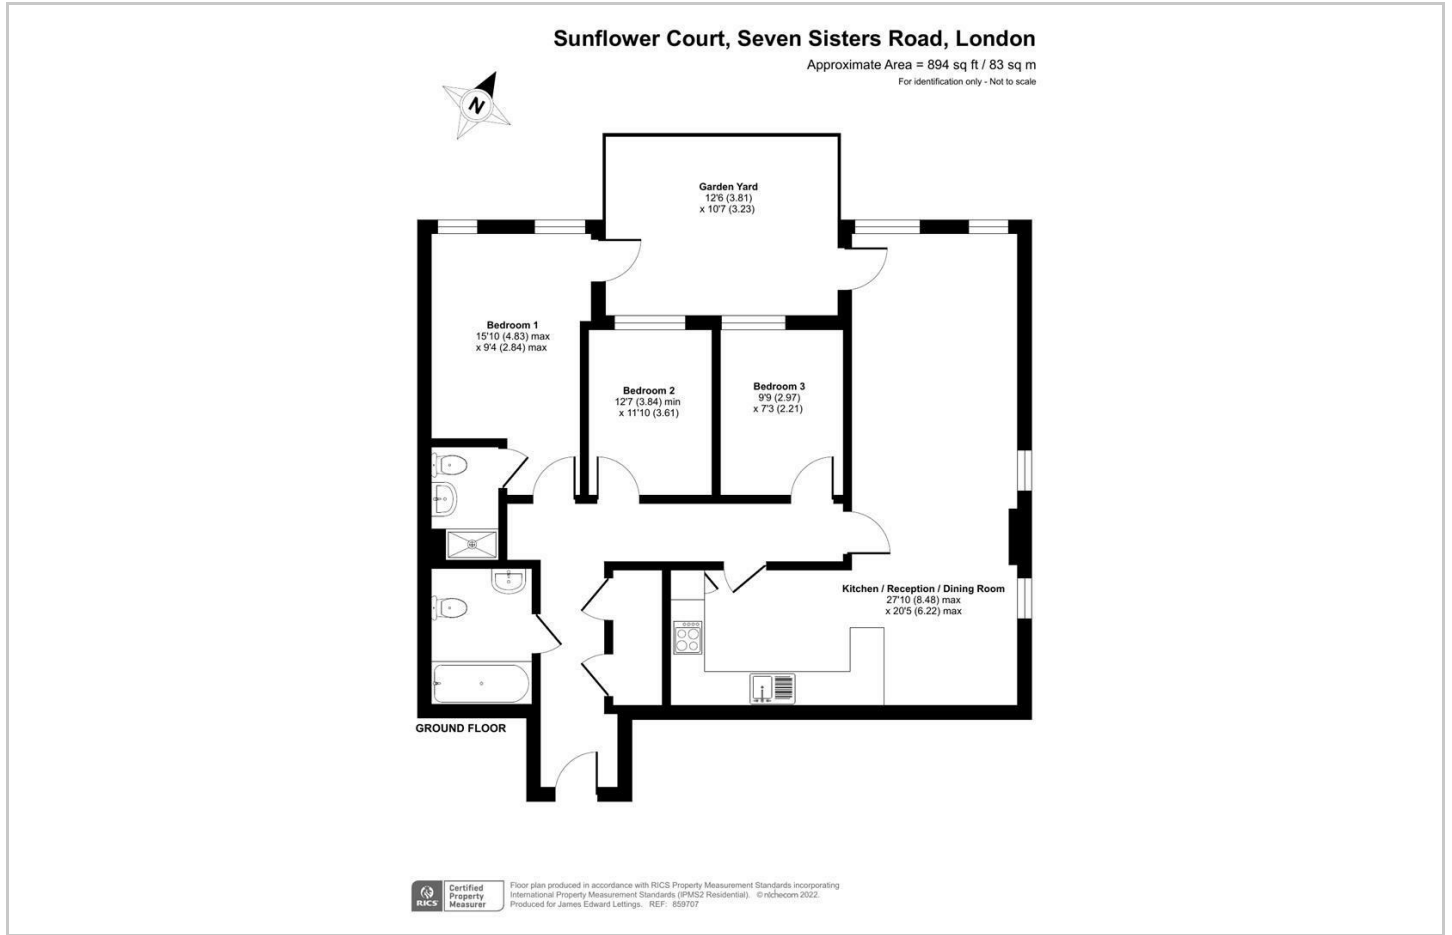 Sunflower Court, Seven Sisters Road, London
Approximate Area = 894 sq ft / 83 sq m
For identification only - Not to scale
N
Garden Yard
12'6 (3.81)
x 10'7 (3.23)
Bedroom 1
15'10 (4.83) max
x 9'4 (2.84) max
Bedroom 2
12'7 (3.84) min
x 11'10 (3.61)
Bedroom 3
9'9 (2.97)
x 7'3 (2.21)
Kitchen / Reception / Dining Room
27'10 (8.48) max
x 20'5 (6.22) max
GROUND FLOOR
RICS
Certified
Property
Measurer
Floor plan produced in accordance with RICS Property Measurement Standards incorporating
International Property Measurement Standards (IPMS2 Residential). © nichecom 2022.
Produced for James Edward Lettings. REF: 859707